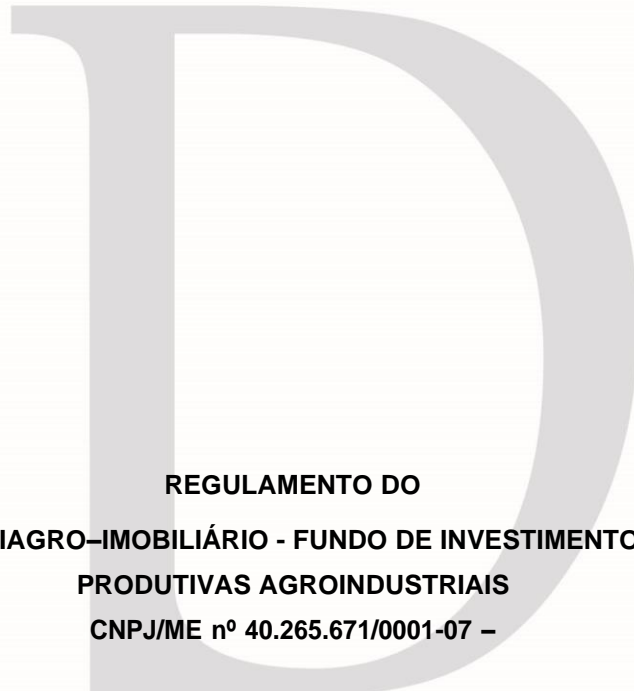 D
REGULAMENTO DO
IAGRO–IMOBILIÁRIO - FUNDO DE INVESTIMENTO
PRODUTIVAS AGROINDUSTRIAIS
CNPJ/ME nº 40.265.671/0001-07 –